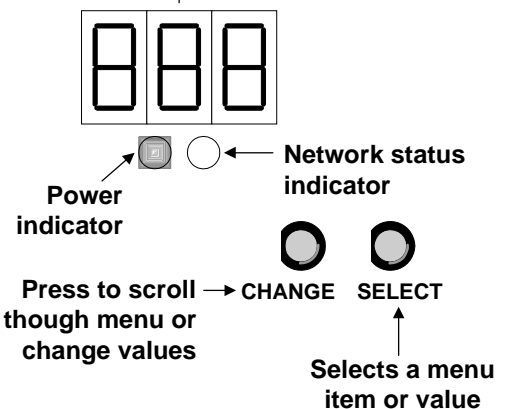 888
Network status
indicator
Power
indicator
Press to scroll
though menu or
change values
CHANGE
SELECT
Selects a menu
item or value